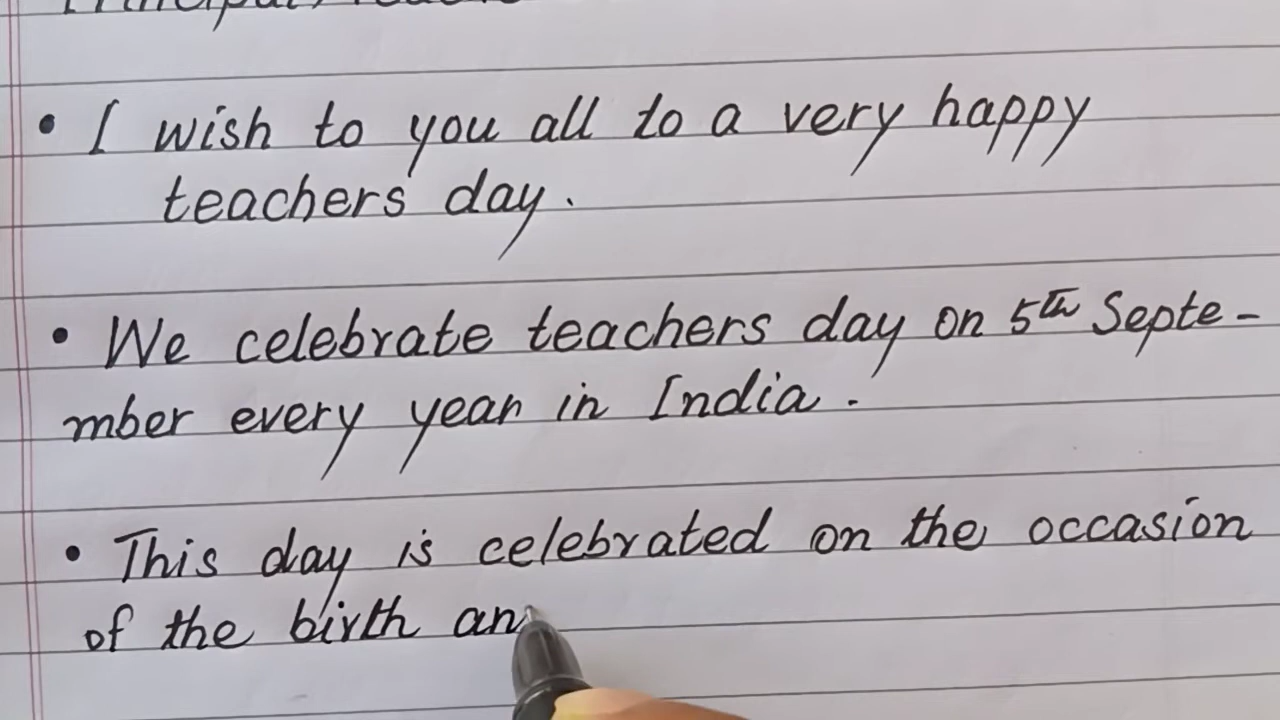 • I wish to you all to a very happy
teachers day.
• We celebrate teachers day on 5th Septe-
mber every year in India.
• This day is celebrated on the occasion
of the birth an